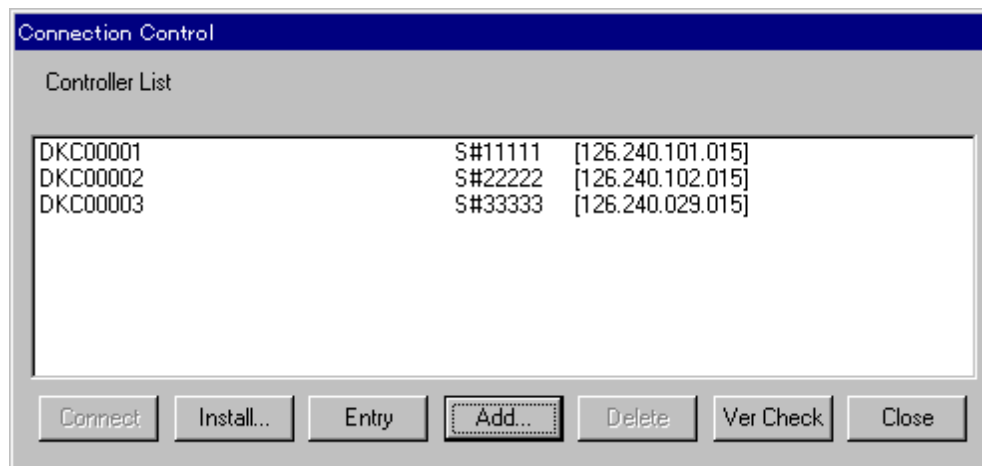 Connection Control
Controller List
DKC00001 S#11111 [126.240.101.015]
DKC00002 S#22222 [126.240.102.015]
DKC00003 S#33333 [126.240.029.015]
Connect Install... Entry Add... Delete Ver Check Close